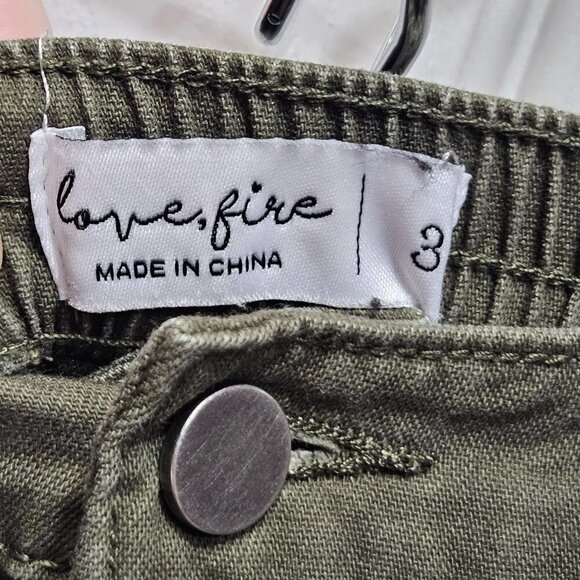 love, fire
MADE IN CHINA
3